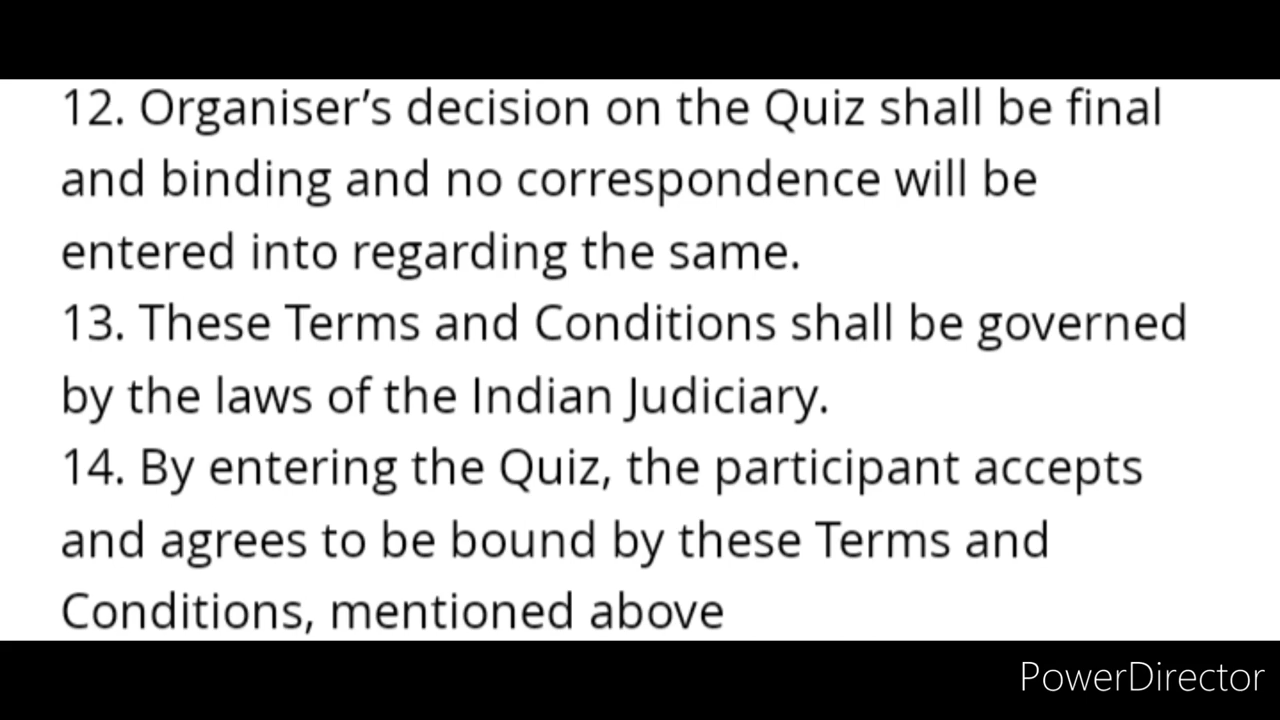 12. Organiser’s decision on the Quiz shall be final
and binding and no correspondence will be
entered into regarding the same.
13. These Terms and Conditions shall be governed
by the laws of the Indian Judiciary.
14. By entering the Quiz, the participant accepts
and agrees to be bound by these Terms and
Conditions, mentioned above
PowerDirector